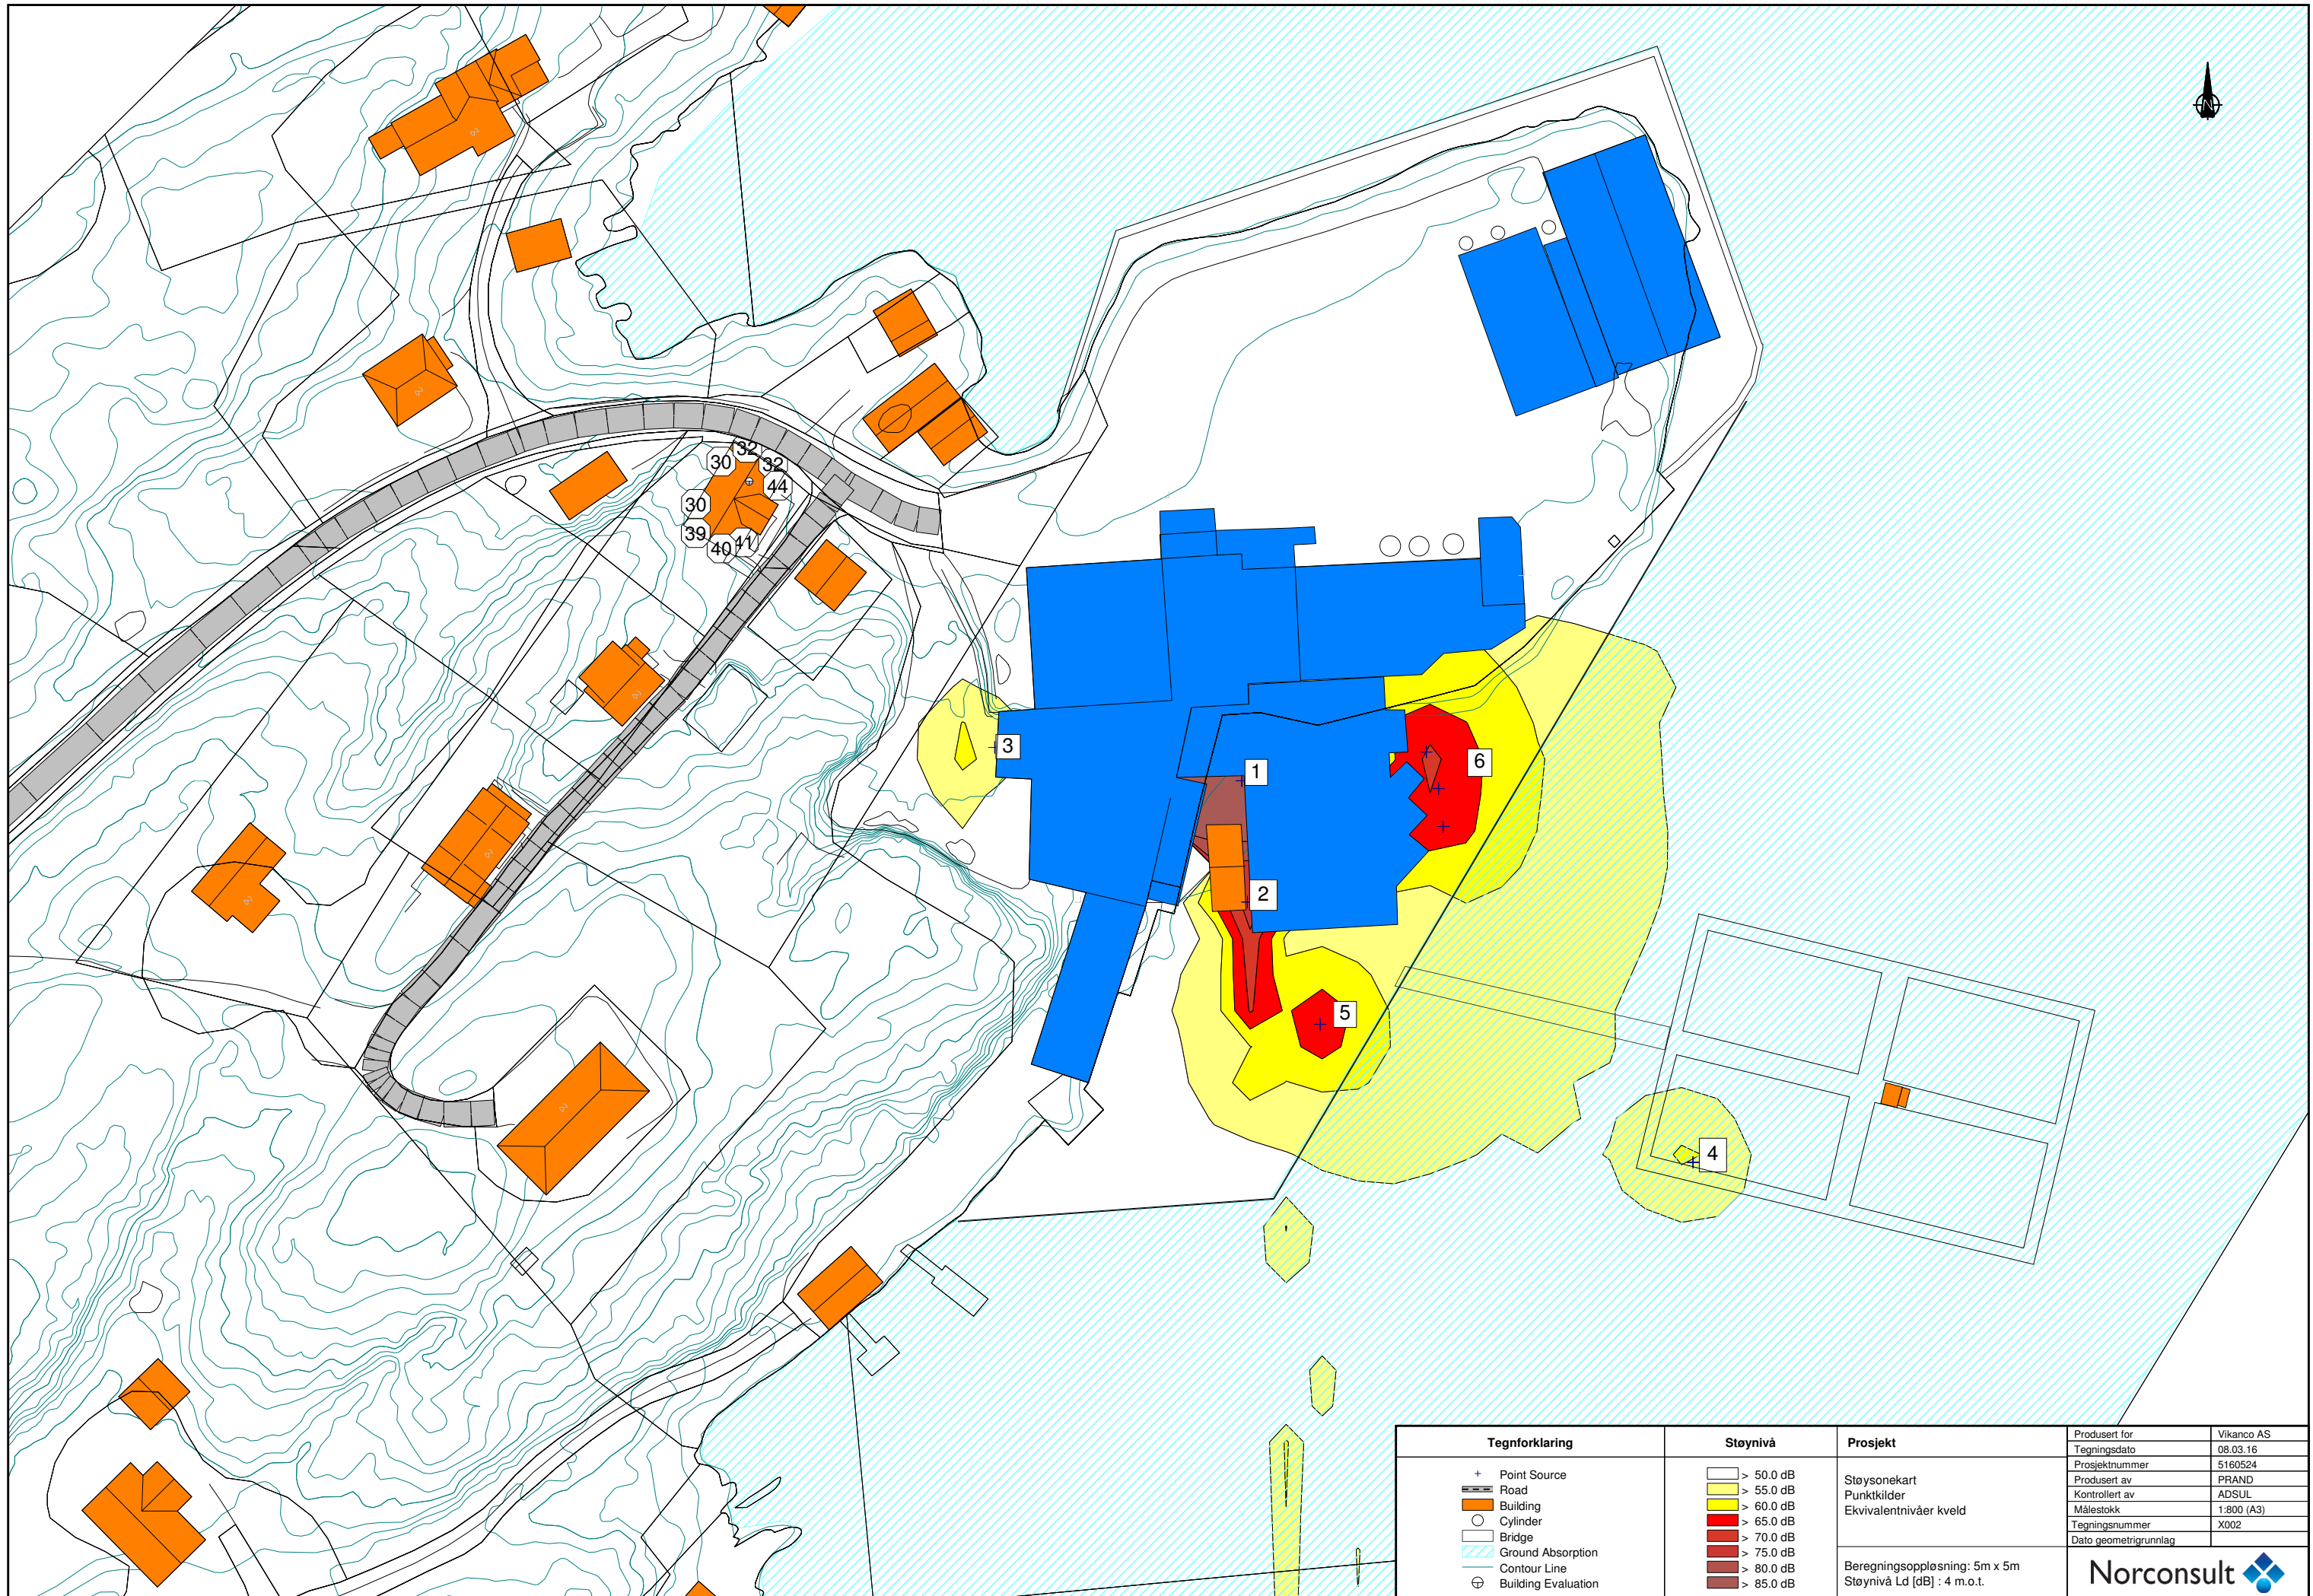 N
32
30
32
44
30
39
40
41
3
1
6
2
5
4
Tegnforklaring
Point Source
Road
Building
Cylinder
Bridge
Ground Absorption
Contour Line
Building Evaluation
Støynivå
> 50.0 dB
> 55.0 dB
> 60.0 dB
> 65.0 dB
> 70.0 dB
> 75.0 dB
> 80.0 dB
> 85.0 dB
Prosjekt
Støysonekart
Punktkilder
Ekvivalentnivåer kveld
Beregningsoppløsning: 5m x 5m
Støynivå Ld [dB] : 4 m.o.t.
Produsert for Vikanco AS
Tegningsdato 08.03.16
Prosjektnummer 5160524
Produsert av PRAND
Kontrollert av ADSUL
Målestokk 1:800 (A3)
Tegningsnummer X002
Dato geometrigrunnlag
Norconsult